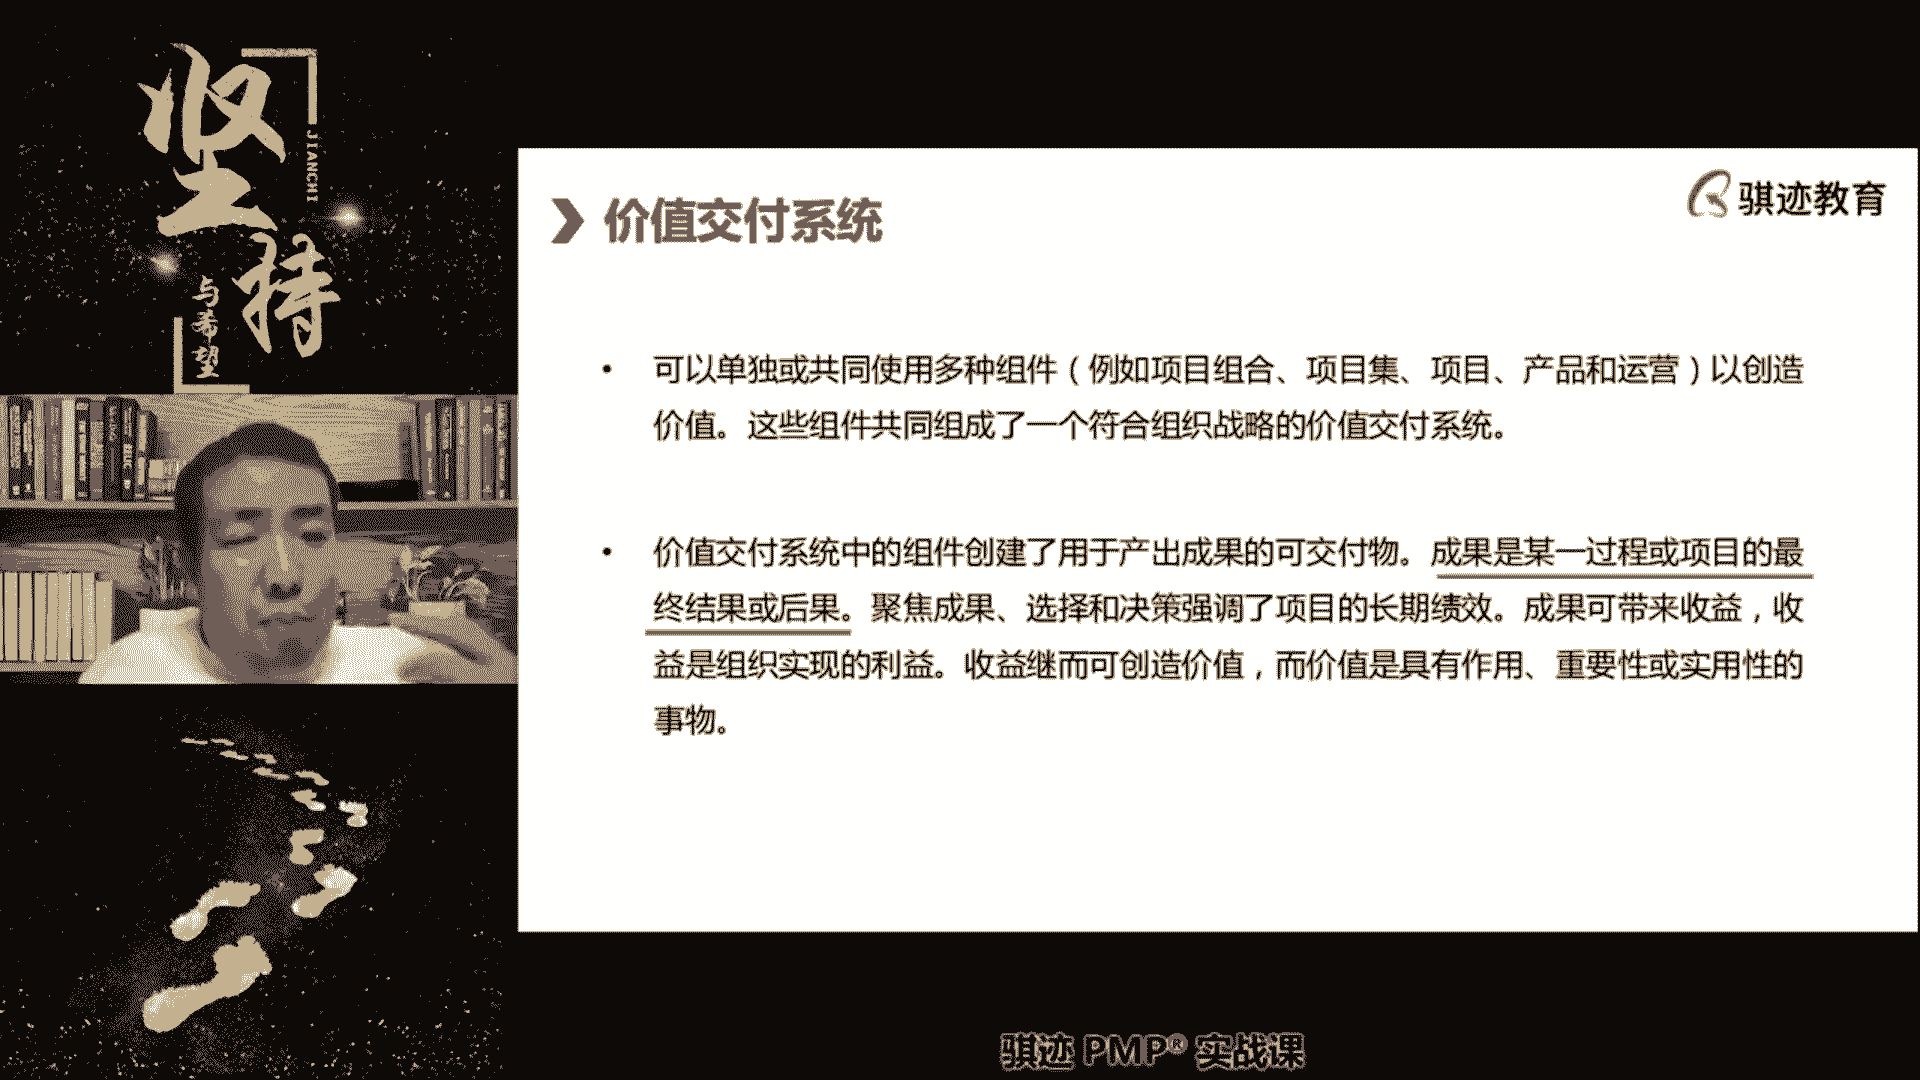 坚持
JIANCHI
与希望
骐迹教育
价值交付系统
• 可以单独或共同使用多种组件（例如项目组合、项目集、项目、产品和运营）以创造
价值。这些组件共同组成了一个符合组织战略的价值交付系统。
• 价值交付系统中的组件创建了用于产出成果的可交付物。成果是某一过程或项目的最
终结果或后果。聚焦成果、选择和决策强调了项目的长期绩效。成果可带来收益，收
益是组织实现的利益。收益继而可创造价值，而价值是具有作用、重要性或实用性的
事物。
骐迹 PMP® 实战课